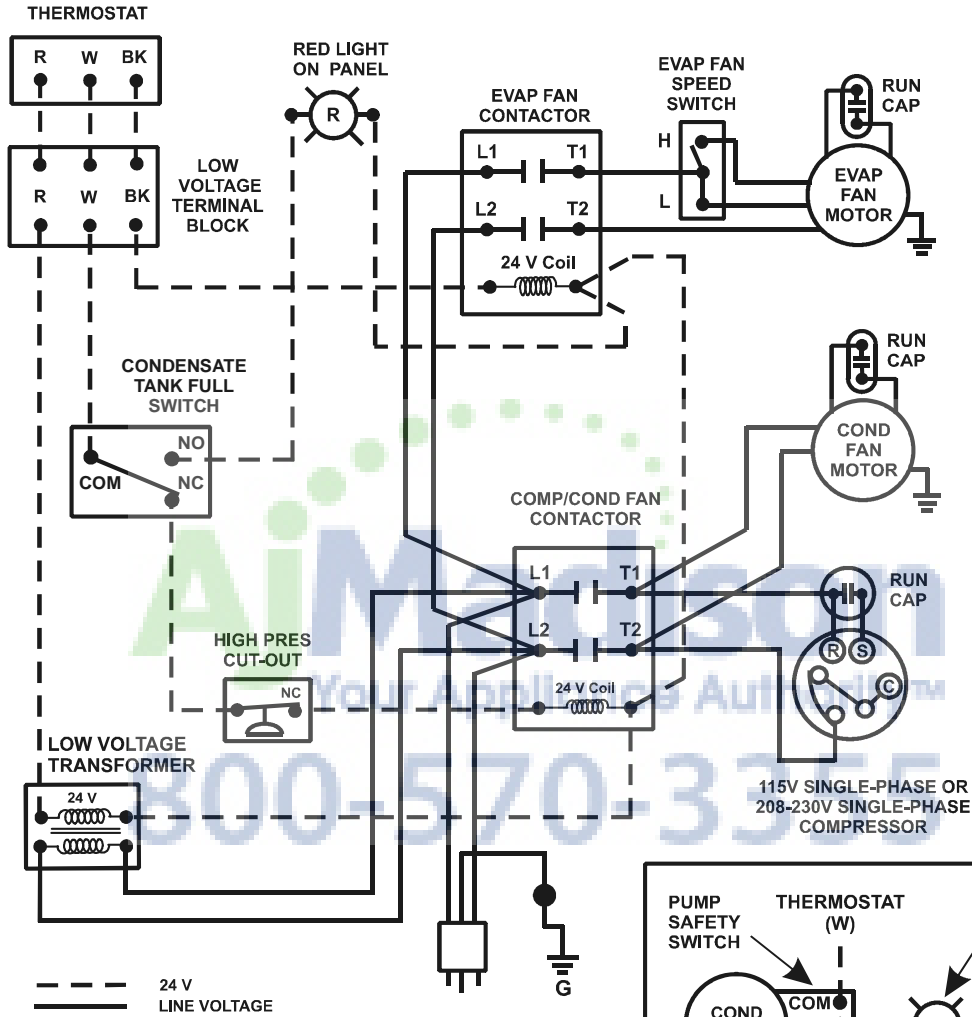 THERMOSTAT
R W BK
RED LIGHT
ON PANEL
R
EVAP FAN
CONTACTOR
L1 T1
L2 T2
24 V Coil
EVAP FAN
SPEED
SWITCH
H
L
RUN
CAP
EVAP
FAN
MOTOR
LOW
VOLTAGE
TERMINAL
BLOCK
R W BK
CONDENSATE
TANK FULL
SWITCH
NO
COM NC
RUN
CAP
COND
FAN
MOTOR
COMP/COND FAN
CONTACTOR
L1 T1
L2 T2
24 V Coil
RUN
CAP
R S
C
HIGH PRES
CUT-OUT
NC
AjMadison
Your Appliance Authority™
800-570-3355
LOW VOLTAGE
TRANSFORMER
24 V
115V SINGLE-PHASE OR
208-230V SINGLE-PHASE
COMPRESSOR
G
24 V
LINE VOLTAGE
PUMP
SAFETY
SWITCH
THERMOSTAT
(W)
COM
COND